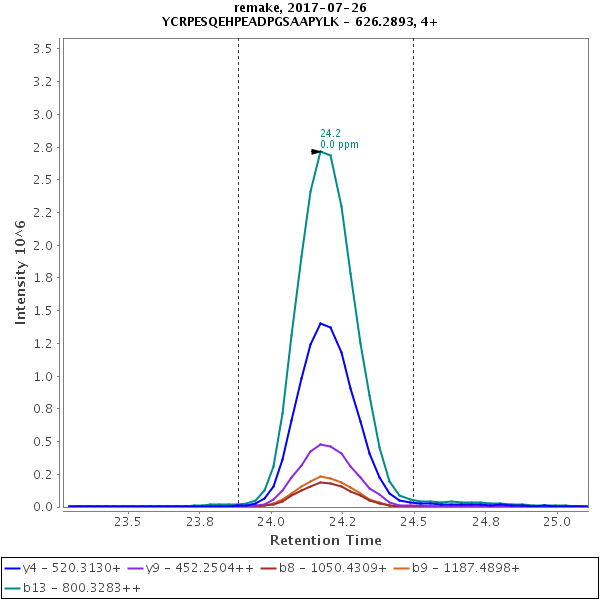 remake, 2017-07-26
YCRPESQEHPEADPGSAAPYLK - 626.2893, 4+
3.5
3.2
3.0
2.8
2.5
2.2
2.0
1.8
1.5
1.2
1.0
0.8
0.5
0.2
0.0
Intensity 10^6
24.2
0.0 ppm
23.5 23.8 24.0 24.2 24.5 24.8 25.0
Retention Time
y4 - 520.3130+ y9 - 452.2504++ b8 - 1050.4309+ b9 - 1187.4898+
b13 - 800.3283++